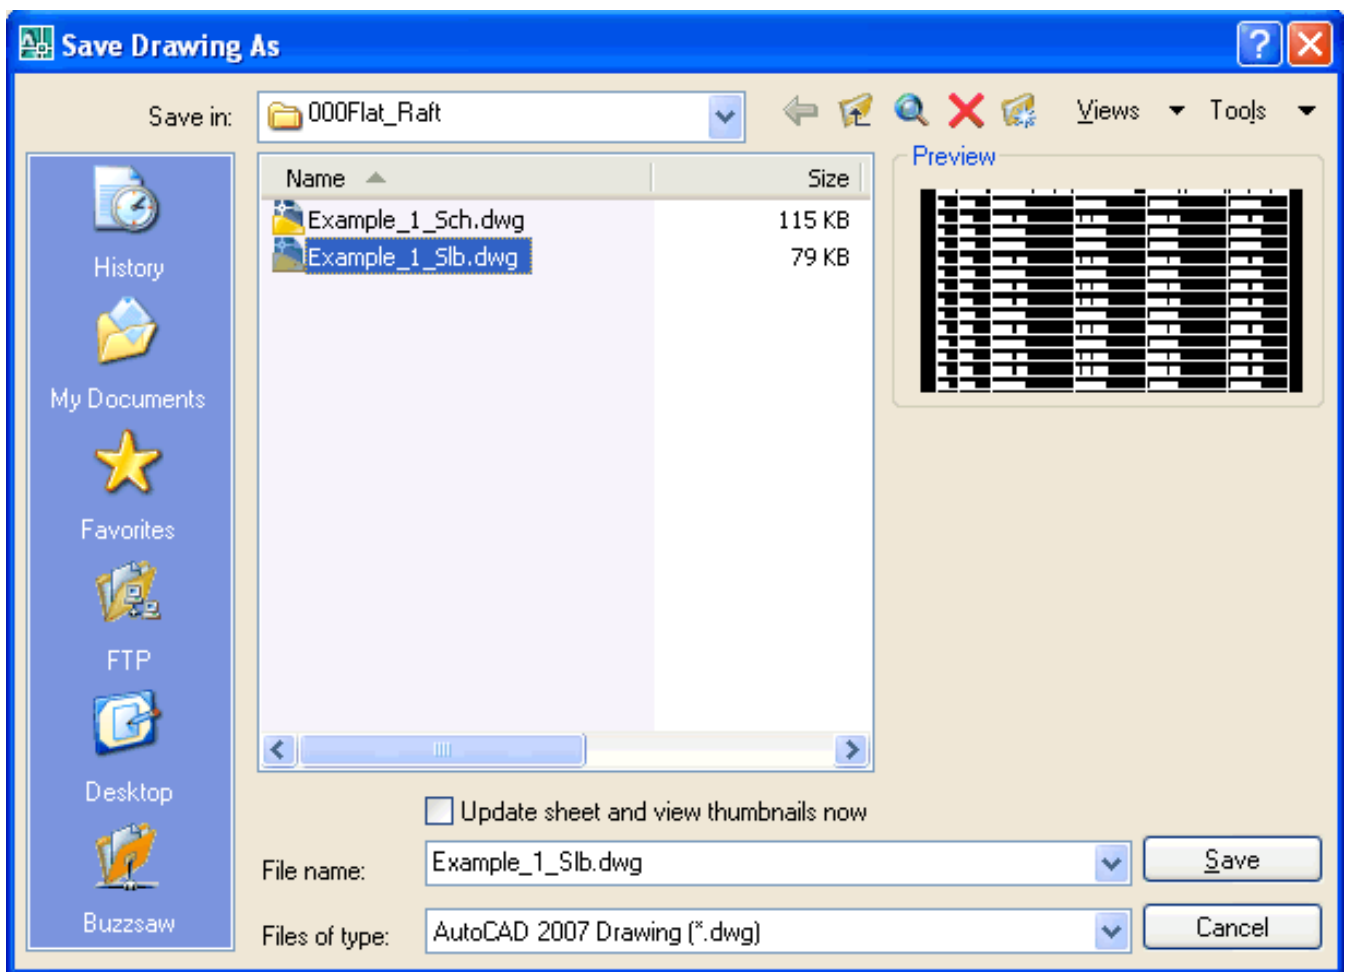 Save Drawing As
Save in:
000Flat_Raft
Views
Tools
History
My Documents
Favorites
FTP
Desktop
Buzzsaw
Name
Size
Example_1_Sch.dwg 115 KB
Example_1_Slb.dwg 79 KB
Preview
Update sheet and view thumbnails now
File name:
Example_1_Slb.dwg
Save
Files of type:
AutoCAD 2007 Drawing (*.dwg)
Cancel